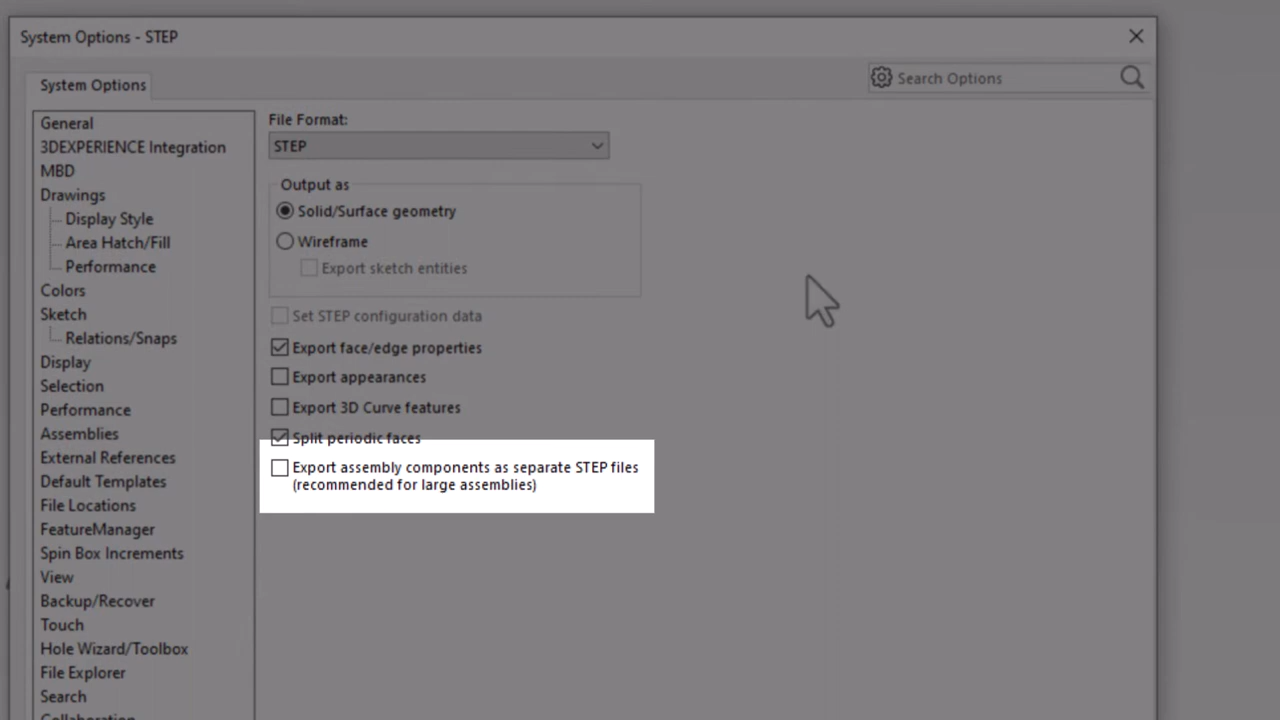 System Options - STEP
System Options
Search Options
General
3DEXPERIENCE Integration
MBD
Drawings
Display Style
Area Hatch/Fill
Performance
Colors
Sketch
Relations/Snaps
Display
Selection
Performance
Assemblies
External References
Default Templates
File Locations
FeatureManager
Spin Box Increments
View
Backup/Recover
Touch
Hole Wizard/Toolbox
File Explorer
Search
Collaboration
File Format:
STEP
Output as
Solid/Surface geometry
Wireframe
Export sketch entities
Set STEP configuration data
Export face/edge properties
Export appearances
Export 3D Curve features
Split periodic faces
Export assembly components as separate STEP files
(recommended for large assemblies)